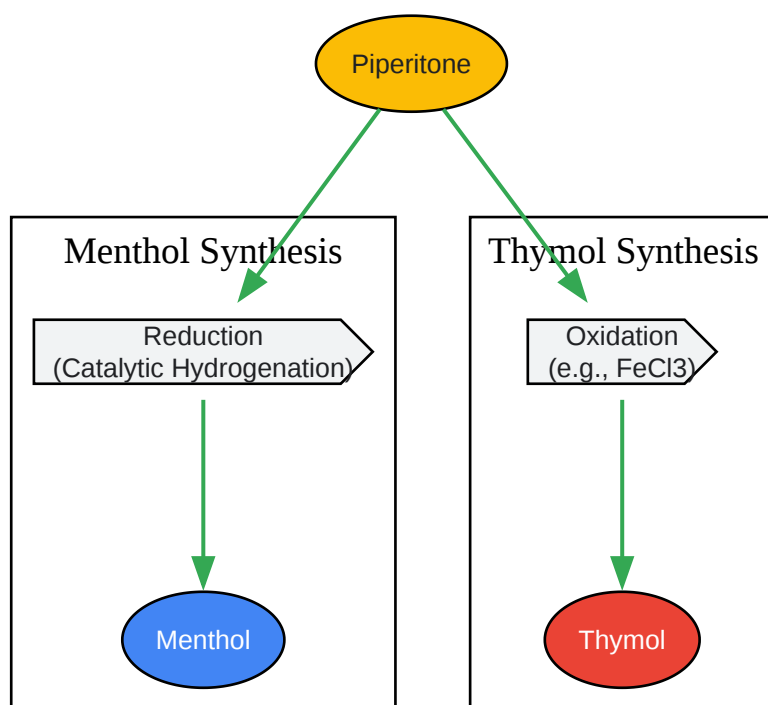 Piperitone
Menthol Synthesis
Thymol Synthesis
Reduction
(Catalytic Hydrogenation)
Oxidation
(e.g., FeCl3)
Menthol
Thymol